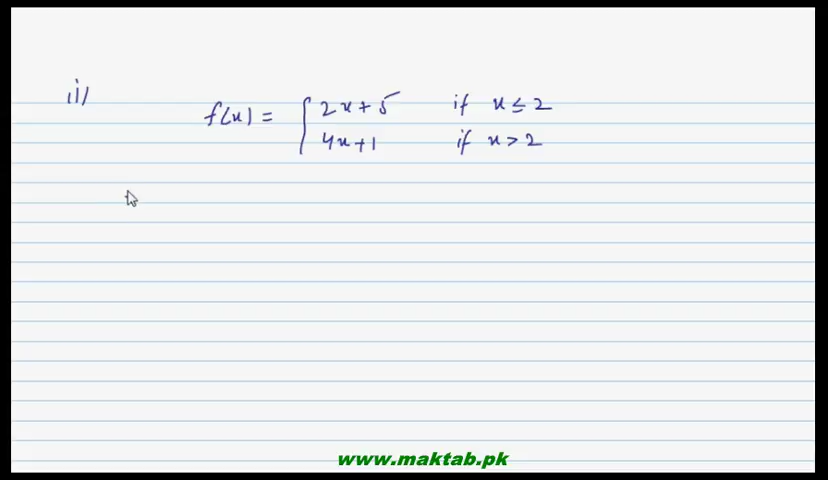 ii)
f(x) = { 2x+5 if x ≤ 2
4x+1 if x > 2
www.maktab.pk